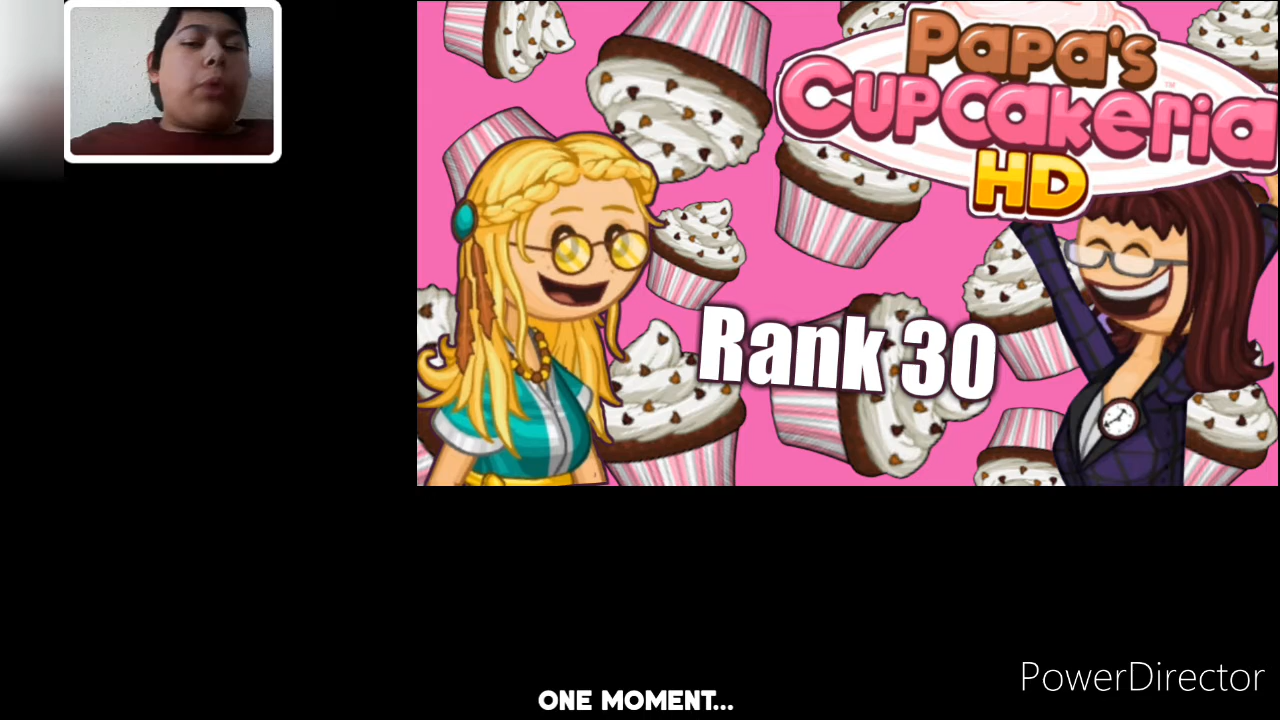 Papa's
Cupcakeria
HD
Rank 30
PowerDirector
ONE MOMENT...